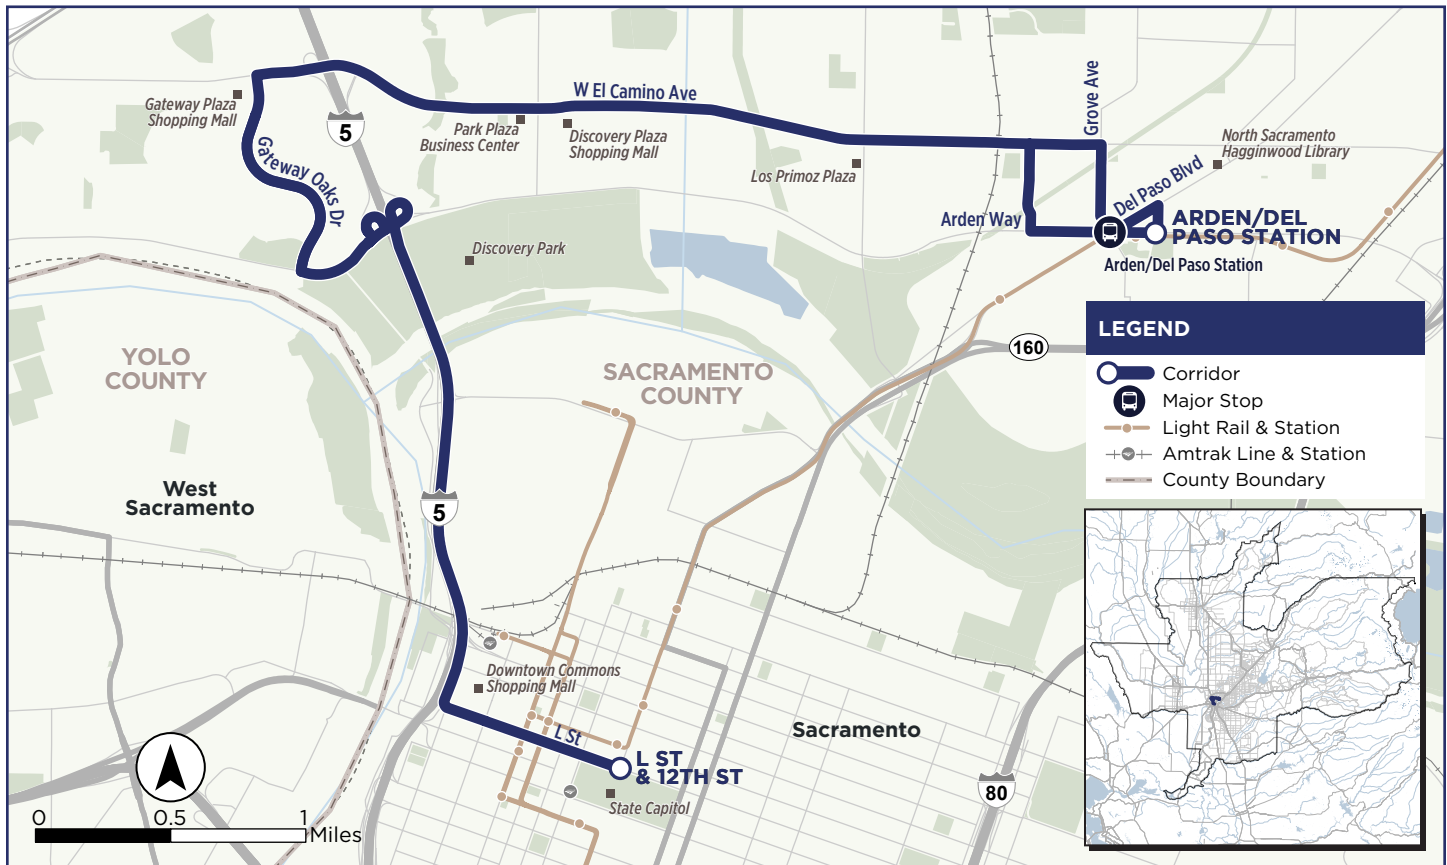 W El Camino Ave
Grove Ave
Gateway Plaza
Shopping Mall
5
Park Plaza
Business Center
Discovery Plaza
Shopping Mall
North Sacramento
Hagginwood Library
Los Primoz Plaza
Gateway Oaks Dr
Del Paso Blvd
Arden Way
ARDEN/DEL
PASO STATION
Discovery Park
Arden/Del Paso Station
YOLO
COUNTY
SACRAMENTO
COUNTY
160
LEGEND
Corridor
Major Stop
Light Rail & Station
Amtrak Line & Station
County Boundary
West
Sacramento
5
Downtown Commons
Shopping Mall
L St
Sacramento
L ST
& 12TH ST
State Capitol
80
0 0.5 1
Miles